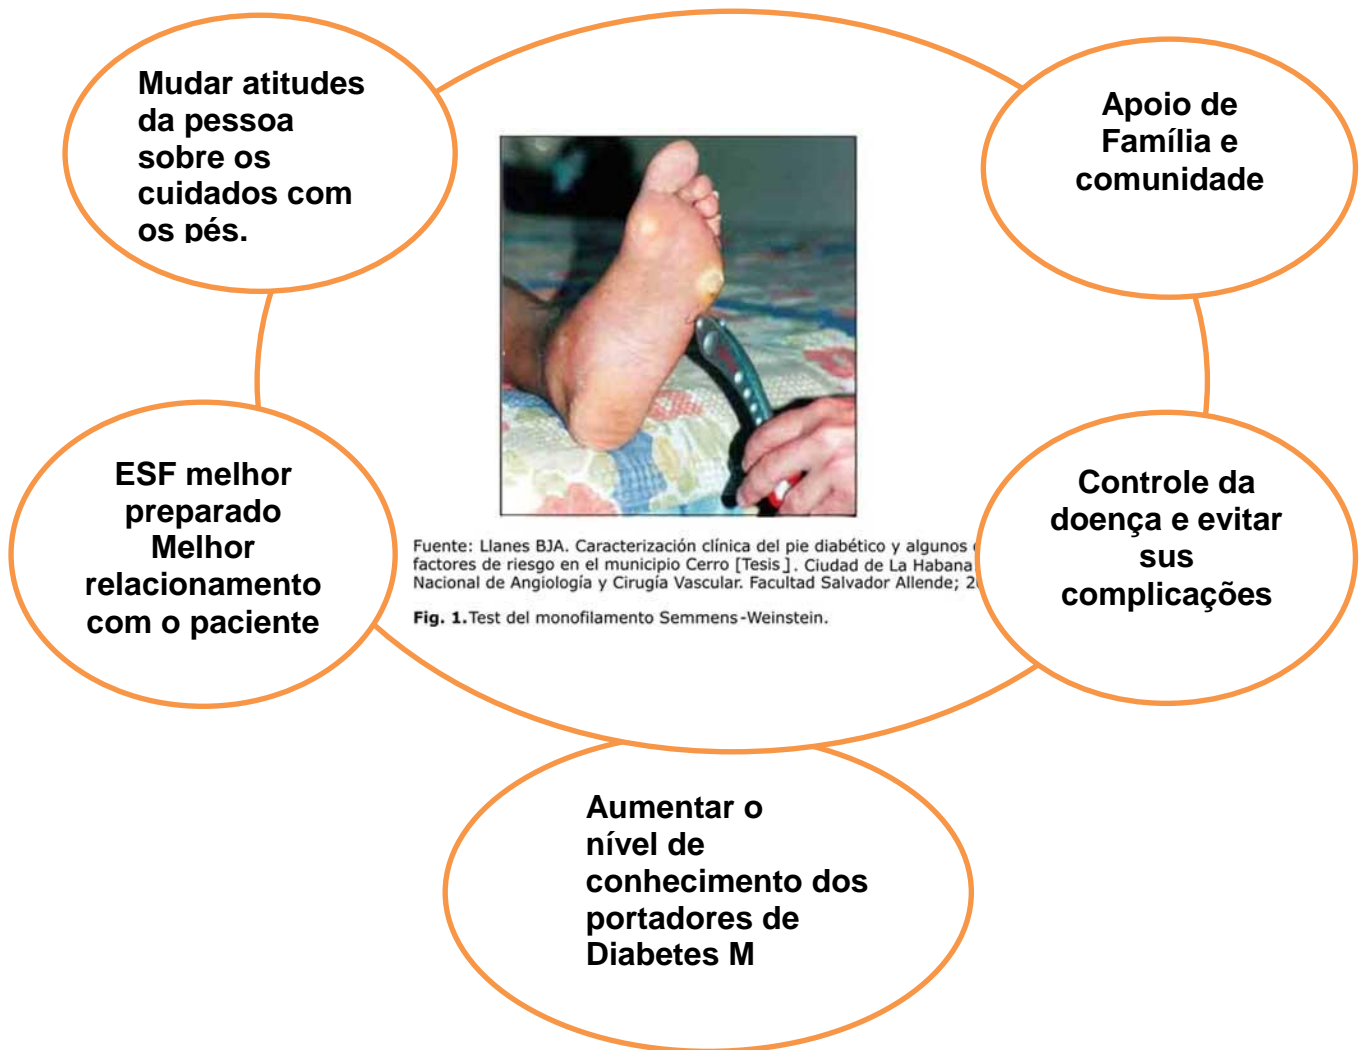 Mudar atitudes
da pessoa
sobre os
cuidados com
os pés.
Apoio de
Família e
comunidade
ESF melhor
preparado
Melhor
relacionamento
com o paciente
Controle da
doença e evitar
sus
complicações
Fuente: Llanes BJA. Caracterización clínica del pie diabético y algunos
factores de riesgo en el municipio Cerro [Tesis]. Ciudad de La Habana
Nacional de Angiología y Cirugía Vascular. Facultad Salvador Allende;
Fig. 1. Test del monofilamento Semmens-Weinstein.
Aumentar o
nível de
conhecimento dos
portadores de
Diabetes M